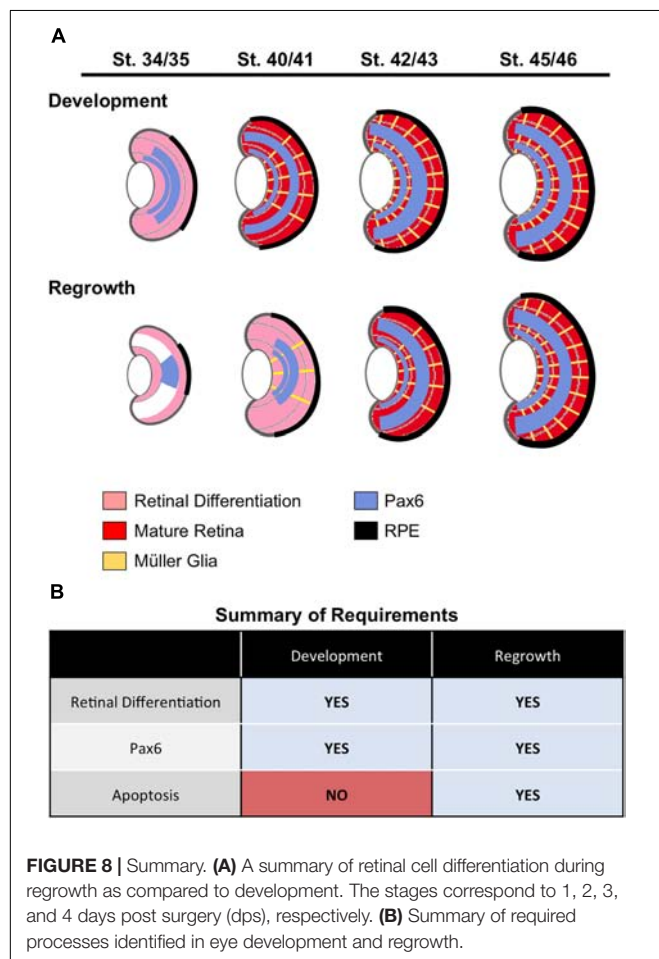 A
St. 34/35 St. 40/41 St. 42/43 St. 45/46
Development
Regrowth
Retinal Differentiation Pax6
Mature Retina RPE
Müller Glia
B
Summary of Requirements
Development Regrowth
Retinal Differentiation YES YES
Pax6 YES YES
Apoptosis NO YES
FIGURE 8 | Summary. (A) A summary of retinal cell differentiation during
regrowth as compared to development. The stages correspond to 1, 2, 3,
and 4 days post surgery (dps), respectively. (B) Summary of required
processes identified in eye development and regrowth.